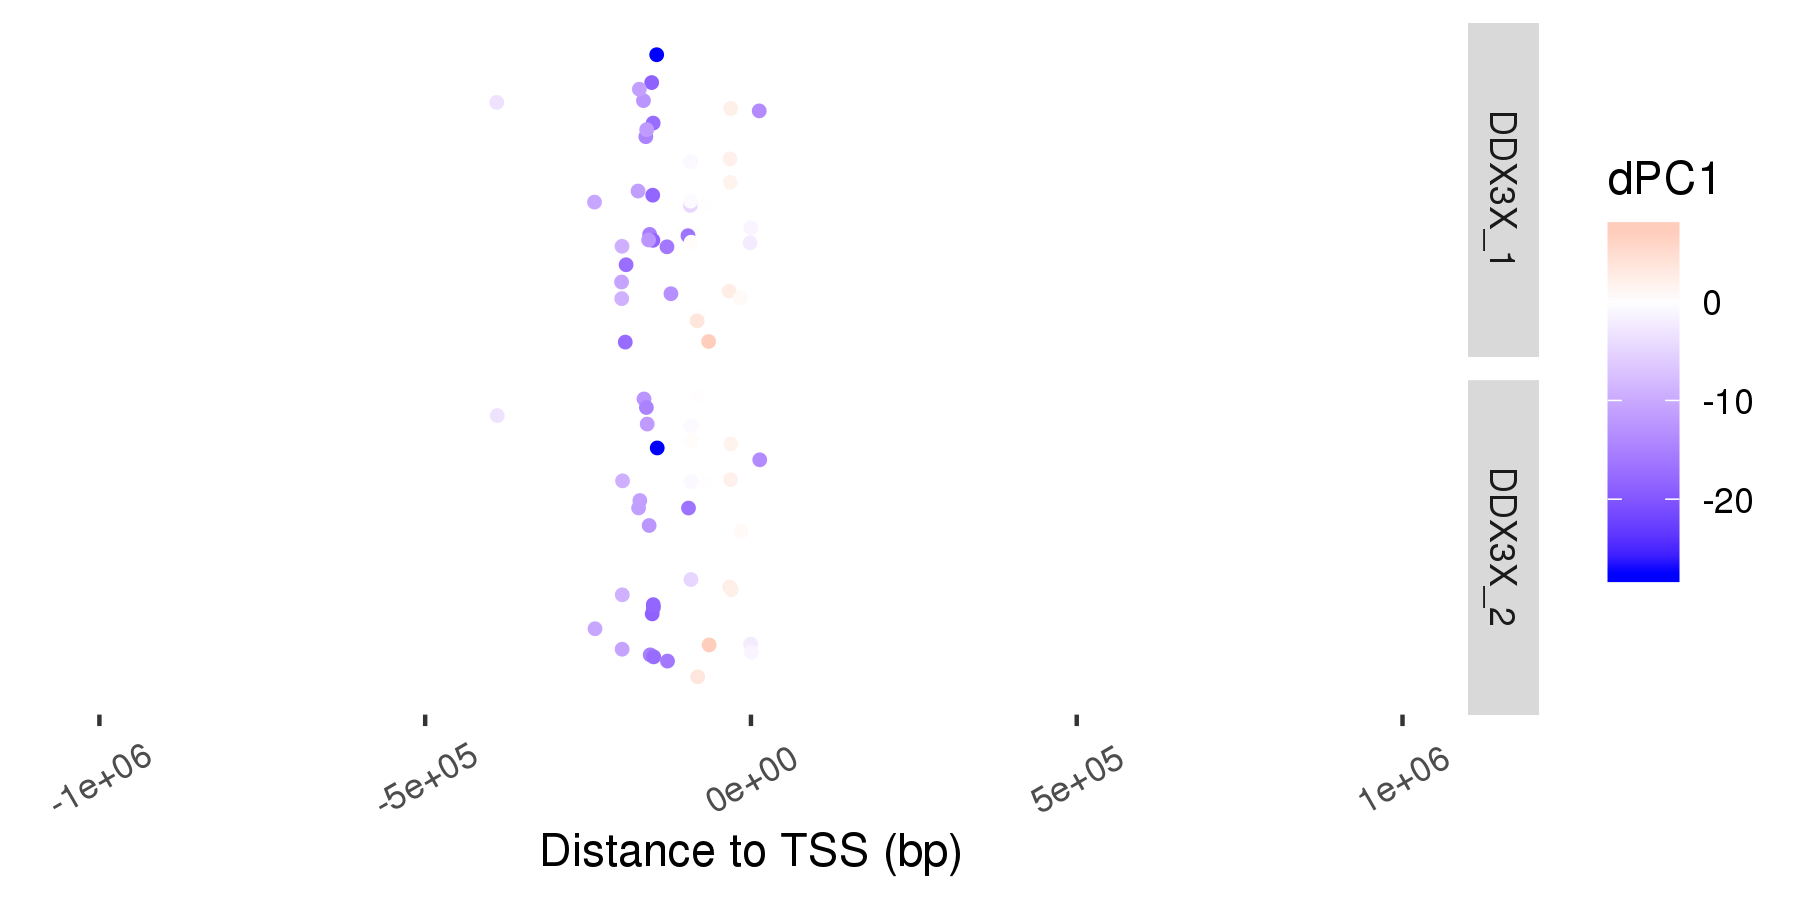 DDX3X_1
DDX3X_2
dPC1
0
-10
-20
-1e+06
-5e+05
0e+00
5e+05
1e+06
Distance to TSS (bp)